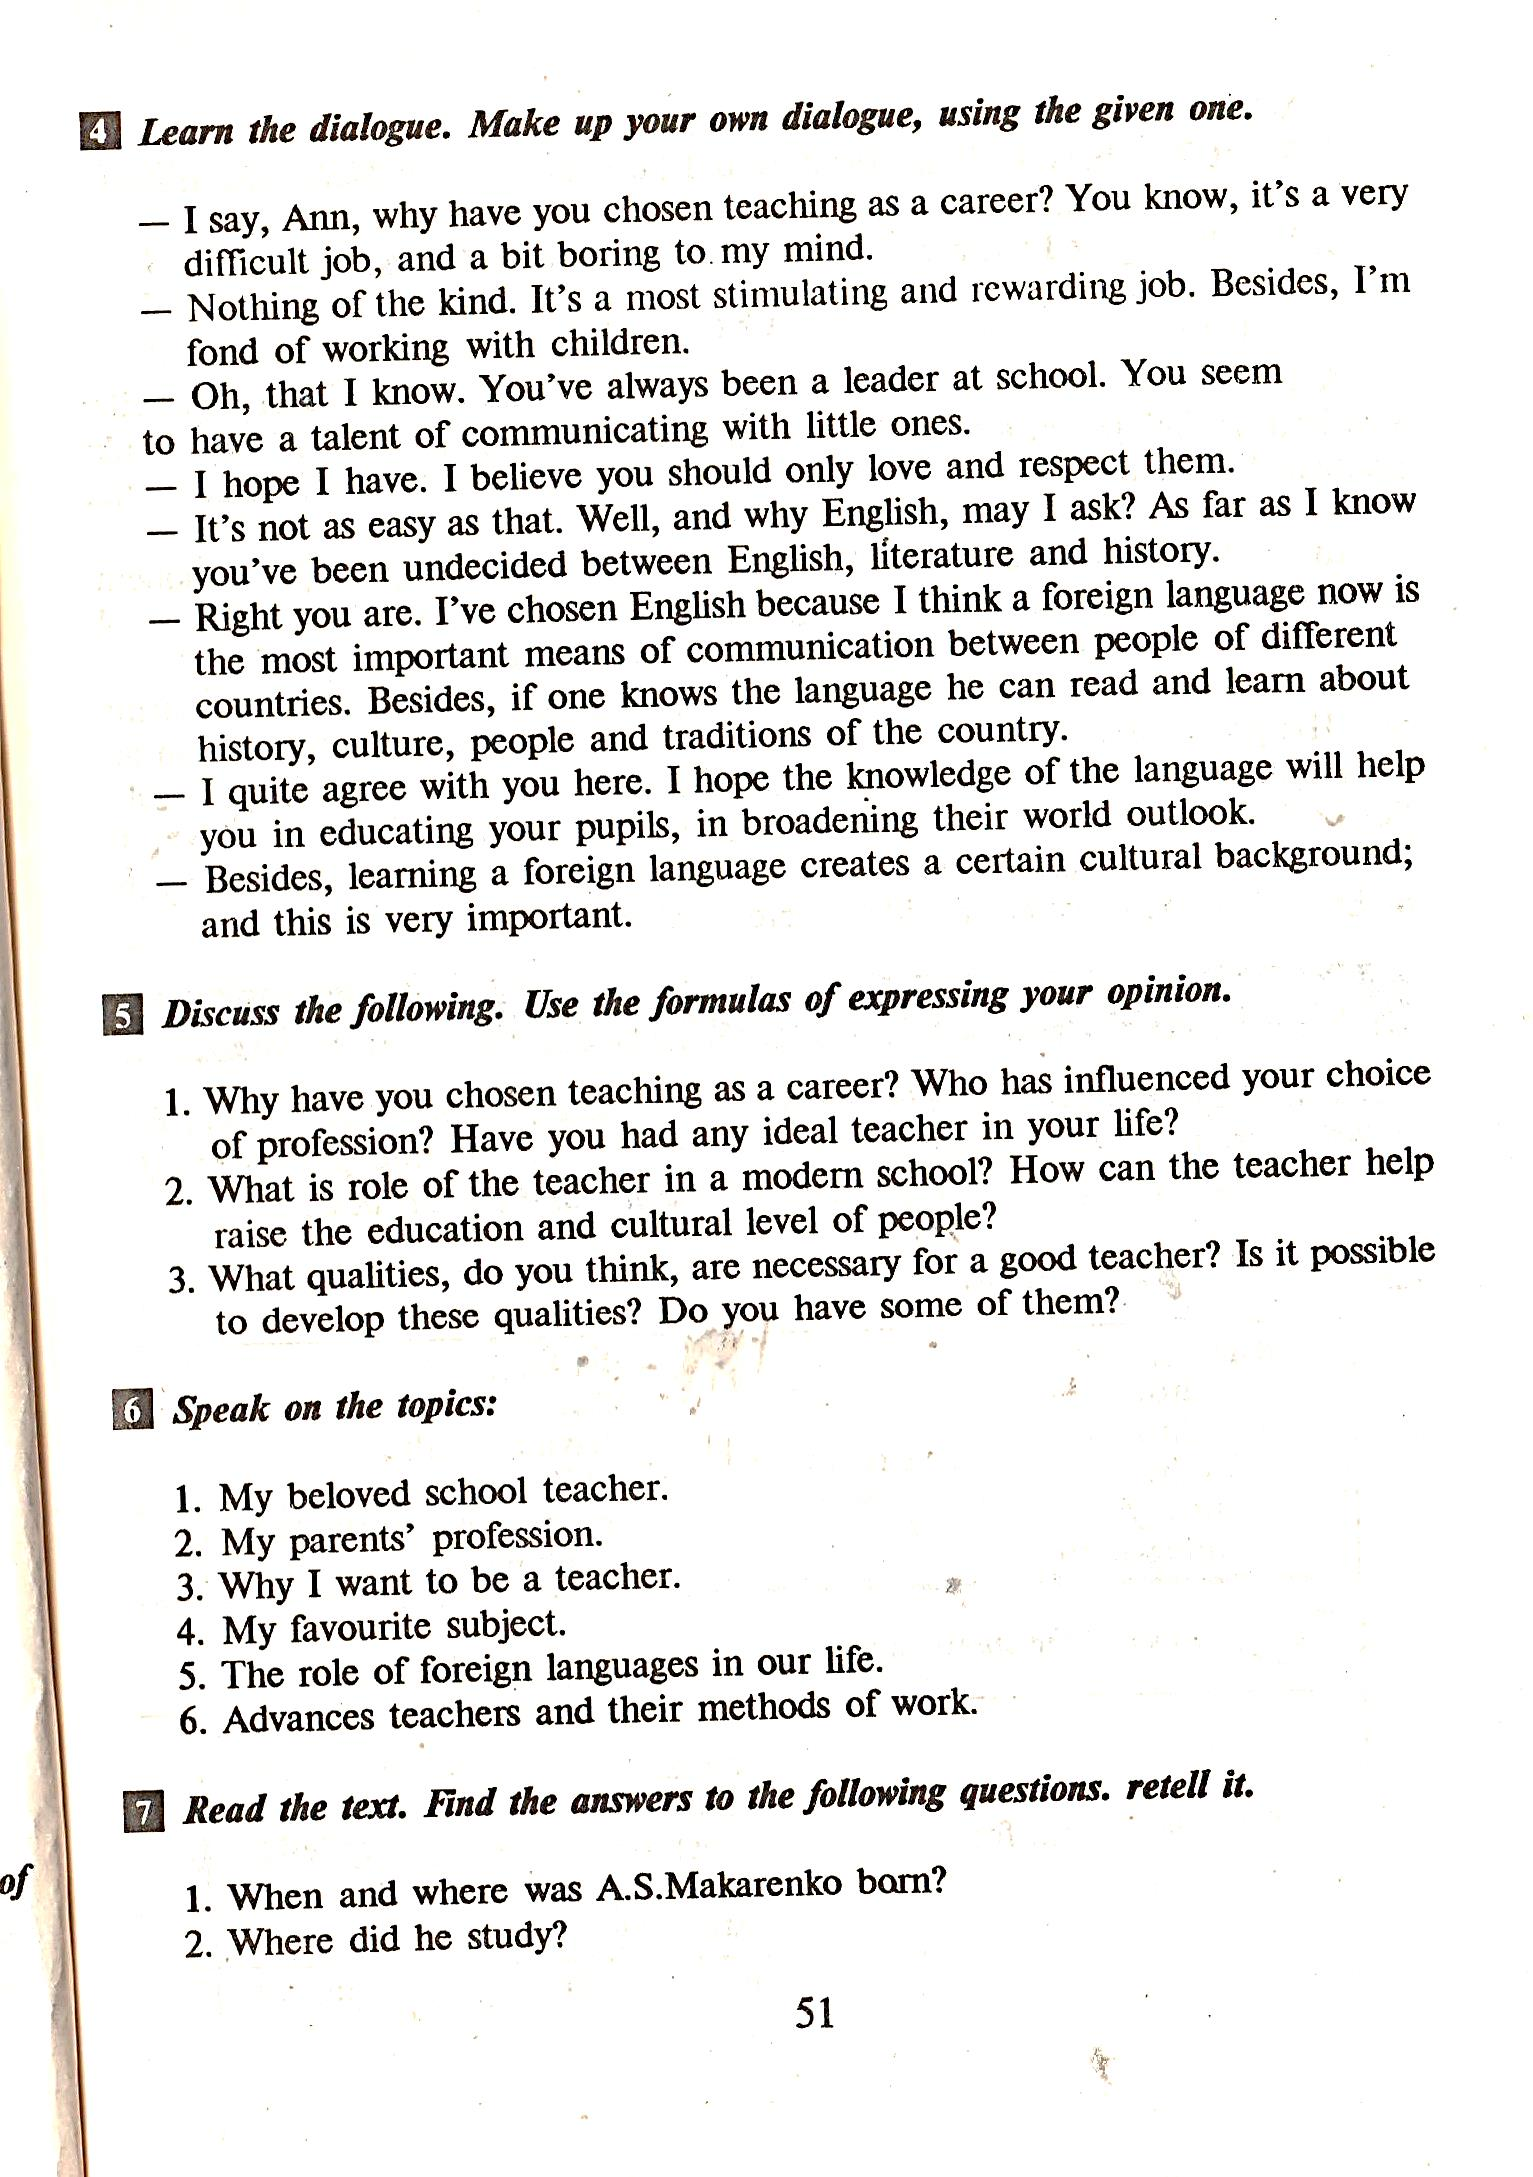 4 Learn the dialogue. Make up your own dialogue, using the given one.
— I say, Ann, why have you chosen teaching as a career? You know, it's a very
difficult job, and a bit boring to my mind.
— Nothing of the kind. It's a most stimulating and rewarding job. Besides, I'm
fond of working with children.
— Oh, that I know. You've always been a leader at school. You seem
to have a talent of communicating with little ones.
— I hope I have. I believe you should only love and respect them.
— It's not as easy as that. Well, and why English, may I ask? As far as I know
you've been undecided between English, literature and history.
— Right you are. I've chosen English because I think a foreign language now is
the most important means of communication between people of different
countries. Besides, if one knows the language he can read and learn about
history, culture, people and traditions of the country.
— I quite agree with you here. I hope the knowledge of the language will help
you in educating your pupils, in broadening their world outlook.
— Besides, learning a foreign language creates a certain cultural background;
and this is very important.
5 Discuss the following. Use the formulas of expressing your opinion.
1. Why have you chosen teaching as a career? Who has influenced your choice
of profession? Have you had any ideal teacher in your life?
2. What is role of the teacher in a modern school? How can the teacher help
raise the education and cultural level of people?
3. What qualities, do you think, are necessary for a good teacher? Is it possible
to develop these qualities? Do you have some of them?
6 Speak on the topics:
1. My beloved school teacher.
2. My parents' profession.
3. Why I want to be a teacher.
4. My favourite subject.
5. The role of foreign languages in our life.
6. Advances teachers and their methods of work.
7 Read the text. Find the answers to the following questions. retell it.
of
1. When and where was A.S.Makarenko born?
2. Where did he study?
51